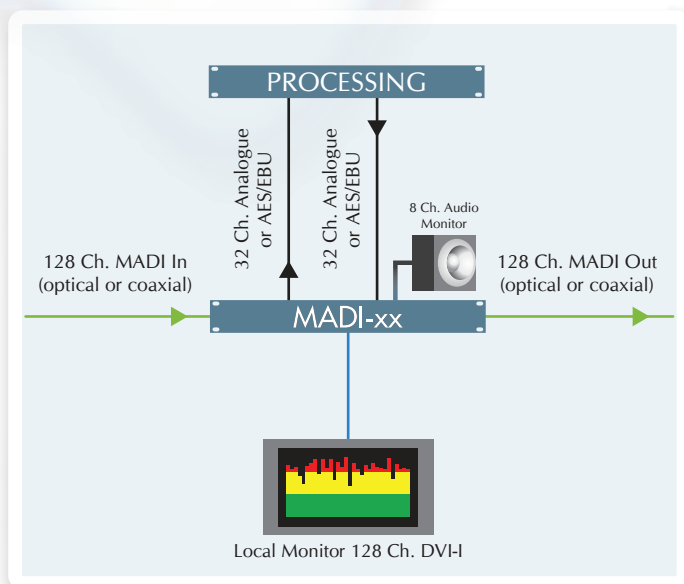 PROCESSING
32 Ch. Analogue
or AES/EBU
32 Ch. Analogue
or AES/EBU
8 Ch. Audio
Monitor
128 Ch. MADI In
(optical or coaxial)
128 Ch. MADI Out
(optical or coaxial)
MADI-xx
Local Monitor 128 Ch. DVI-I